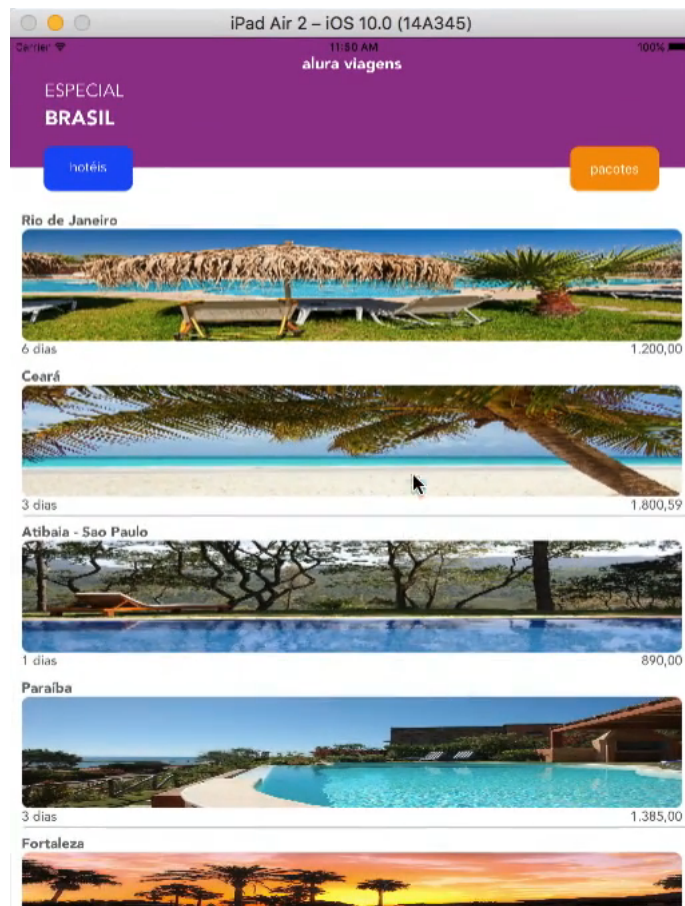 iPad Air 2 – iOS 10.0 (14A345)
Carrier 11:50 AM 100%
alura viagens
ESPECIAL
BRASIL
hotéis pacotes
Rio de Janeiro
6 dias 1.200,00
Ceará
3 dias 1.800,59
Atibaia - Sao Paulo
1 dias 890,00
Paraíba
3 dias 1.385,00
Fortaleza